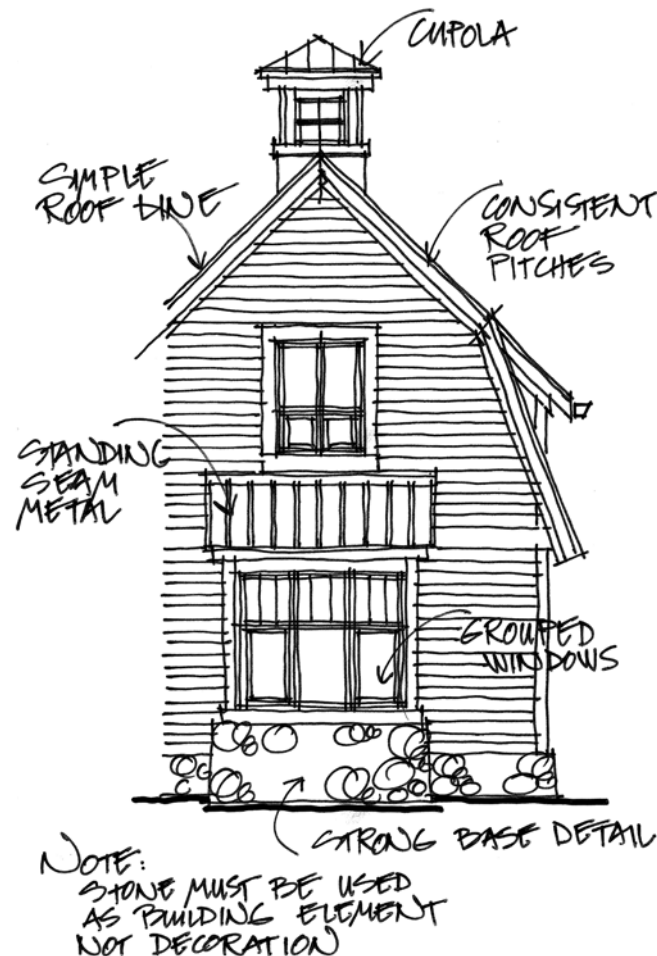 CUPOLA
SIMPLE
ROOF LINE
CONSISTENT
ROOF
PITCHES
STANDING
SEAM
METAL
GROUPED
WINDOWS
STRONG BASE DETAIL
NOTE:
STONE MUST BE USED
AS BUILDING ELEMENT
NOT DECORATION